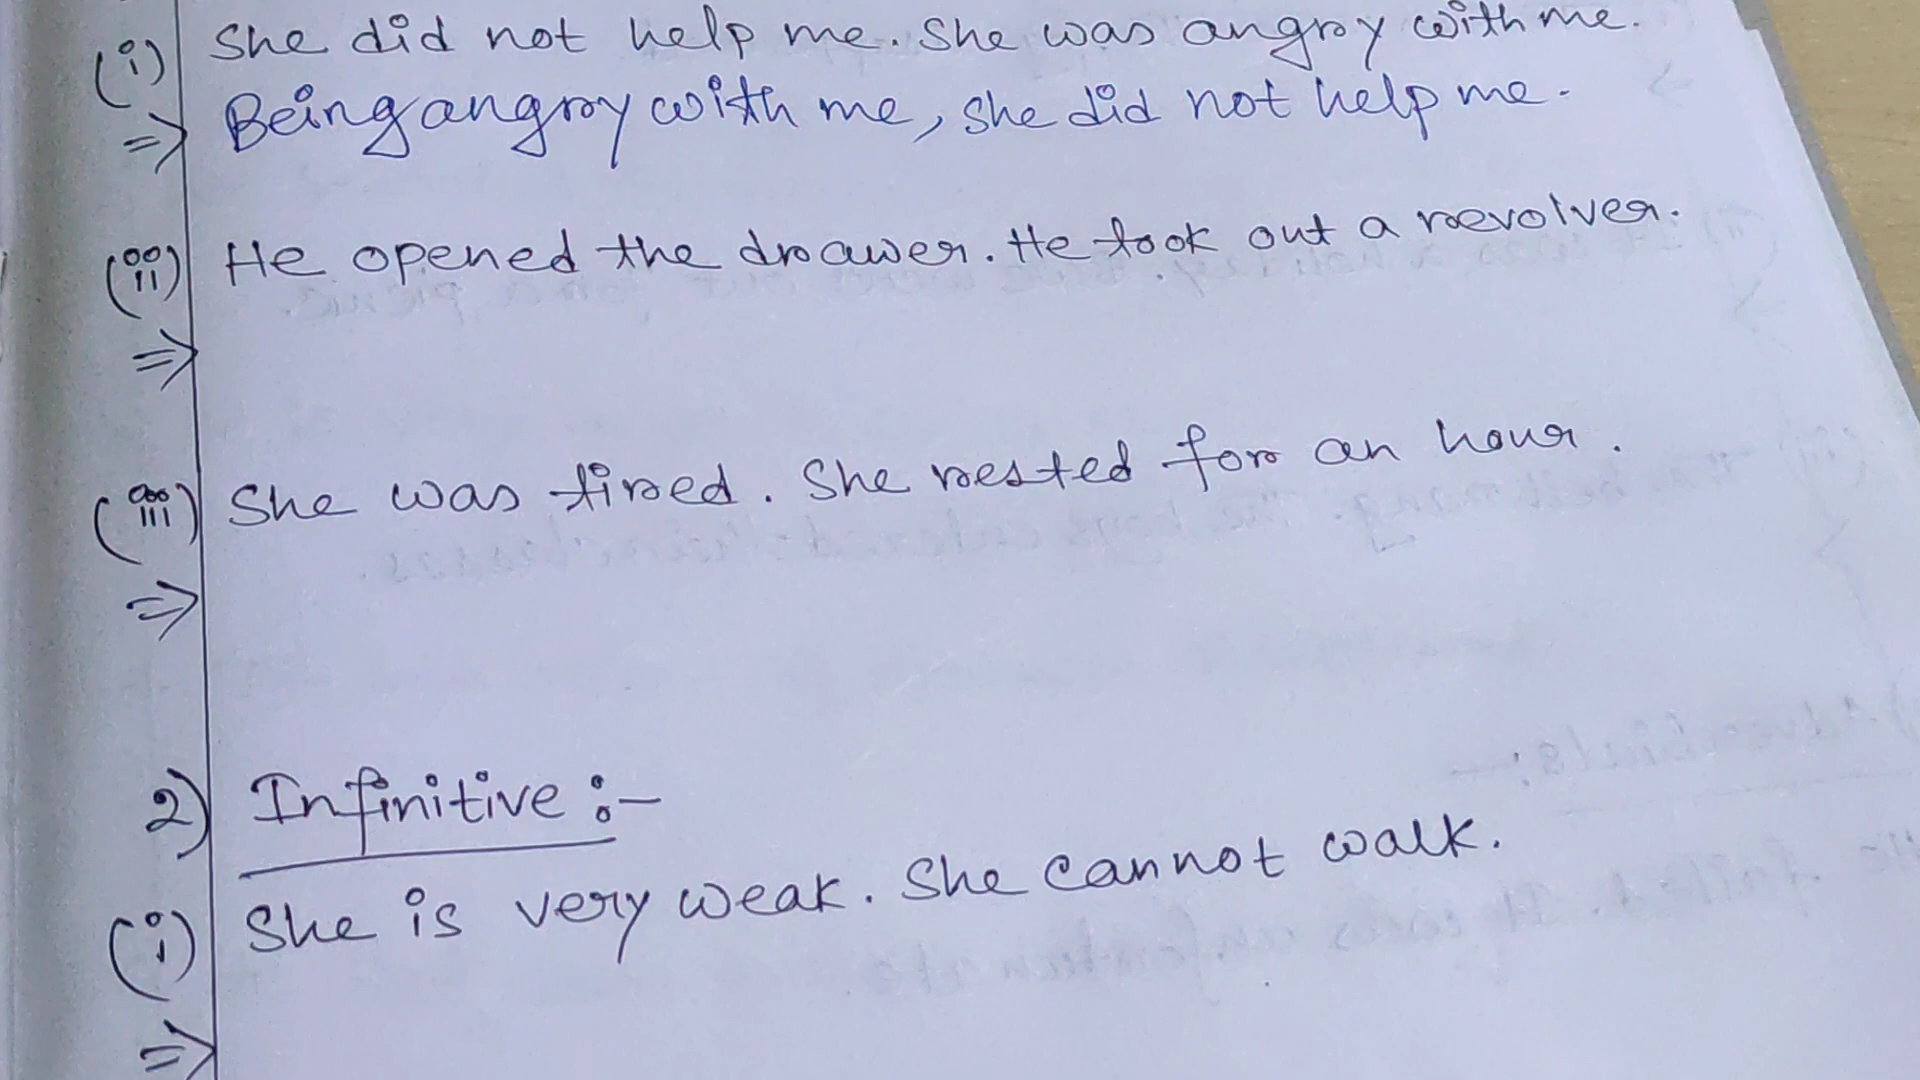 (i) She did not help me. She was angry with me.
=> Being angry with me, she did not help me.
(ii) He opened the drawer. He took out a revolver.
=>
(iii) She was tired. She rested for an hour.
=>
2) Infinitive :-
(i) She is very weak. She cannot walk.
=>